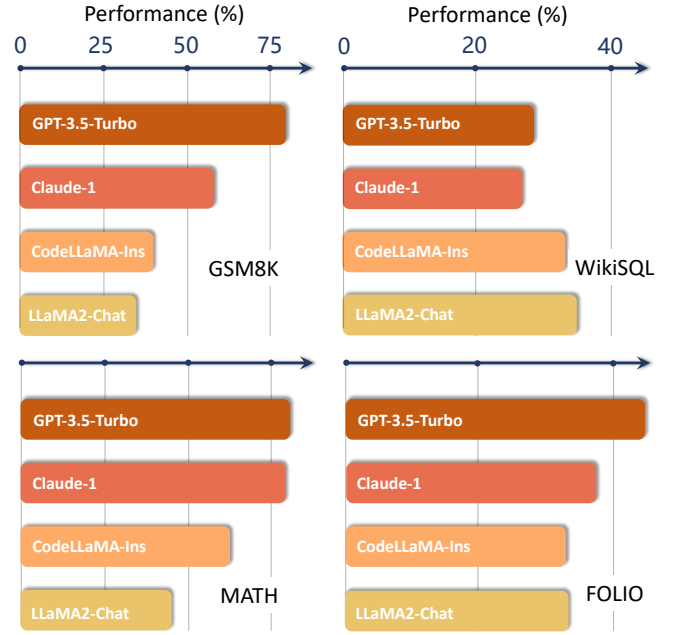 Performance (%)
0 25 50 75
GPT-3.5-Turbo
Claude-1
CodeLLaMA-Ins
GSM8K
LLaMA2-Chat
Performance (%)
0 20 40
GPT-3.5-Turbo
Claude-1
CodeLLaMA-Ins
WikiSQL
LLaMA2-Chat
GPT-3.5-Turbo
Claude-1
CodeLLaMA-Ins
MATH
LLaMA2-Chat
GPT-3.5-Turbo
Claude-1
CodeLLaMA-Ins
FOLIO
LLaMA2-Chat